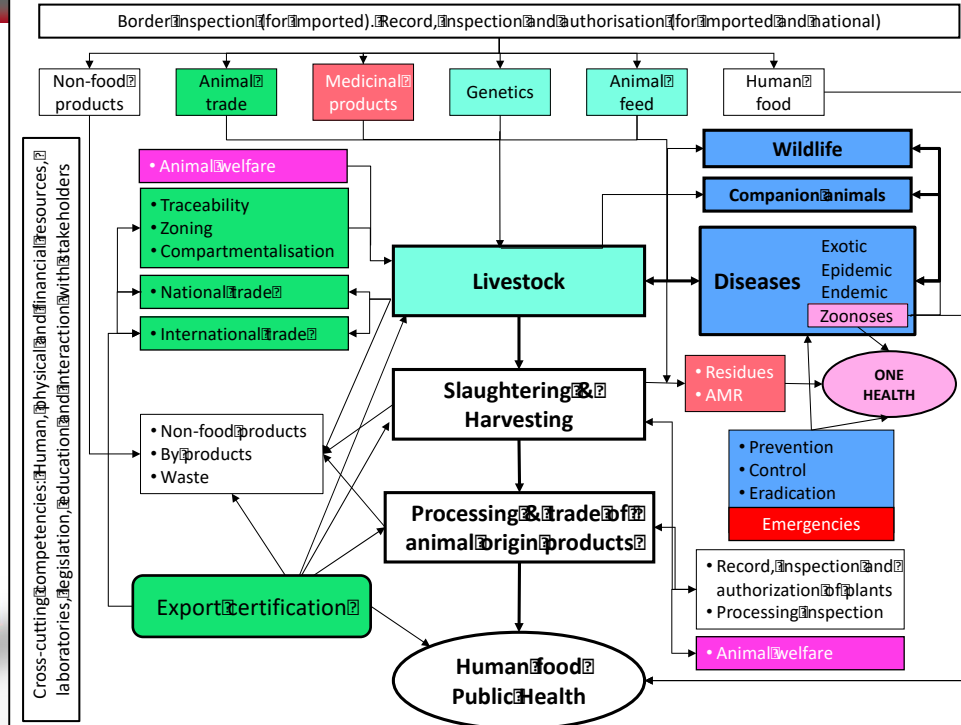 Border inspection (for imported). Record, inspection and authorisation (for imported and national)
Non-food
products
Animal
trade
Medicinal
products
Genetics
Animal
feed
Human
food
Cross-cutting competencies: Human, physical and financial resources,
laboratories, legislation, education and interaction with stakeholders
• Animal welfare
• Traceability
• Zoning
• Compartmentalisation
• National trade
• International trade
Wildlife
Companion animals
Livestock
Diseases
Exotic
Epidemic
Endemic
Zoonoses
Slaughtering &
Harvesting
• Residues
• AMR
ONE
HEALTH
• Non-food products
• By products
• Waste
• Prevention
• Control
• Eradication
Emergencies
Processing & trade of
animal origin products
• Record, inspection and
authorization of plants
• Processing inspection
Export certification
• Animal welfare
Human food
Public Health